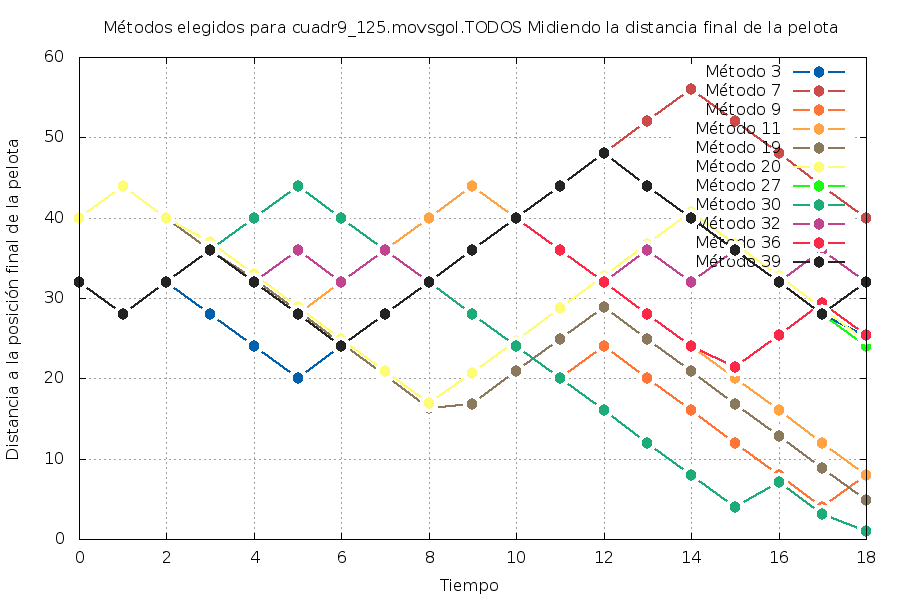 Métodos elegidos para cuadr9_125.movsgol.TODOS Midiendo la distancia final de la pelota
Distancia a la posición final de la pelota
60
50
40
30
20
10
0
Método 3
Método 7
Método 9
Método 11
Método 19
Método 20
Método 27
Método 30
Método 32
Método 36
Método 39
0 2 4 6 8 10 12 14 16 18
Tiempo